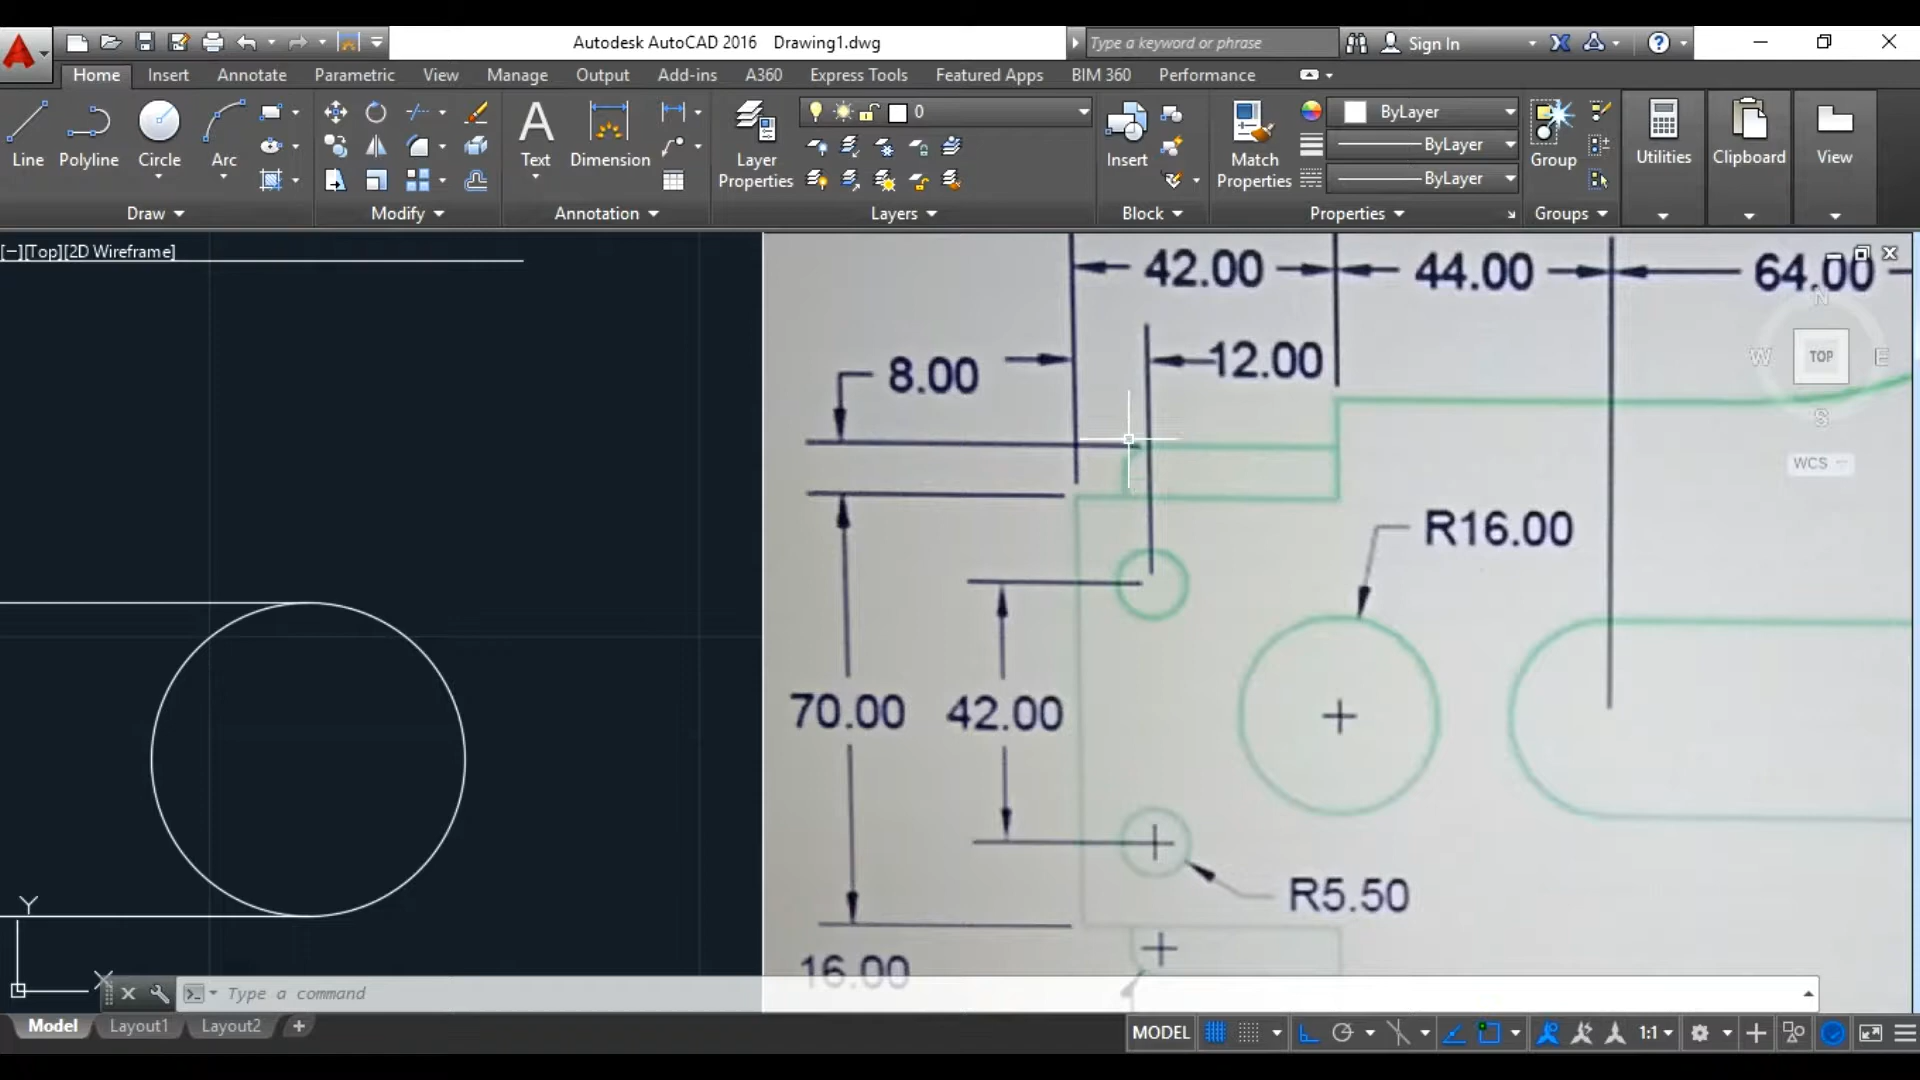 Autodesk AutoCAD 2016 Drawing1.dwg
Type a keyword or phrase
Sign In
Home Insert Annotate Parametric View Manage Output Add-ins A360 Express Tools Featured Apps BIM 360 Performance
Line Polyline Circle Arc
Text Dimension
Layer Properties
0
Insert
Match Properties
ByLayer
ByLayer
ByLayer
Group
Utilities
Clipboard
View
Draw Modify Annotation Layers Block Properties Groups
[−][Top][2D Wireframe]
42.00 44.00 64.00
N
W TOP E
S
WCS
8.00 12.00
R16.00
70.00 42.00
R5.50
16.00
Y
X
Type a command
Model Layout1 Layout2 +
MODEL 1:1